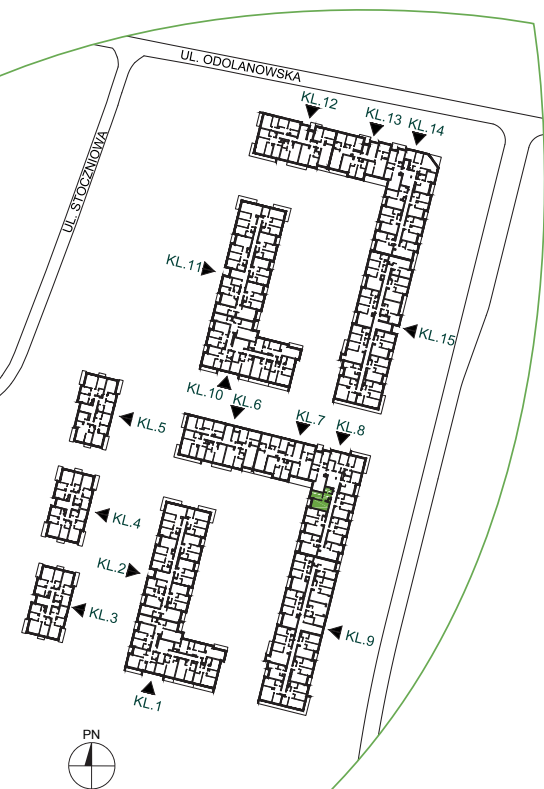 UL. ODOLANOWSKA
UL. STOCZNIOWA
KL.12
KL.13
KL.14
KL.11
KL.15
KL.10
KL.6
KL.7
KL.8
KL.5
KL.4
KL.2
KL.3
KL.9
KL.1
PN